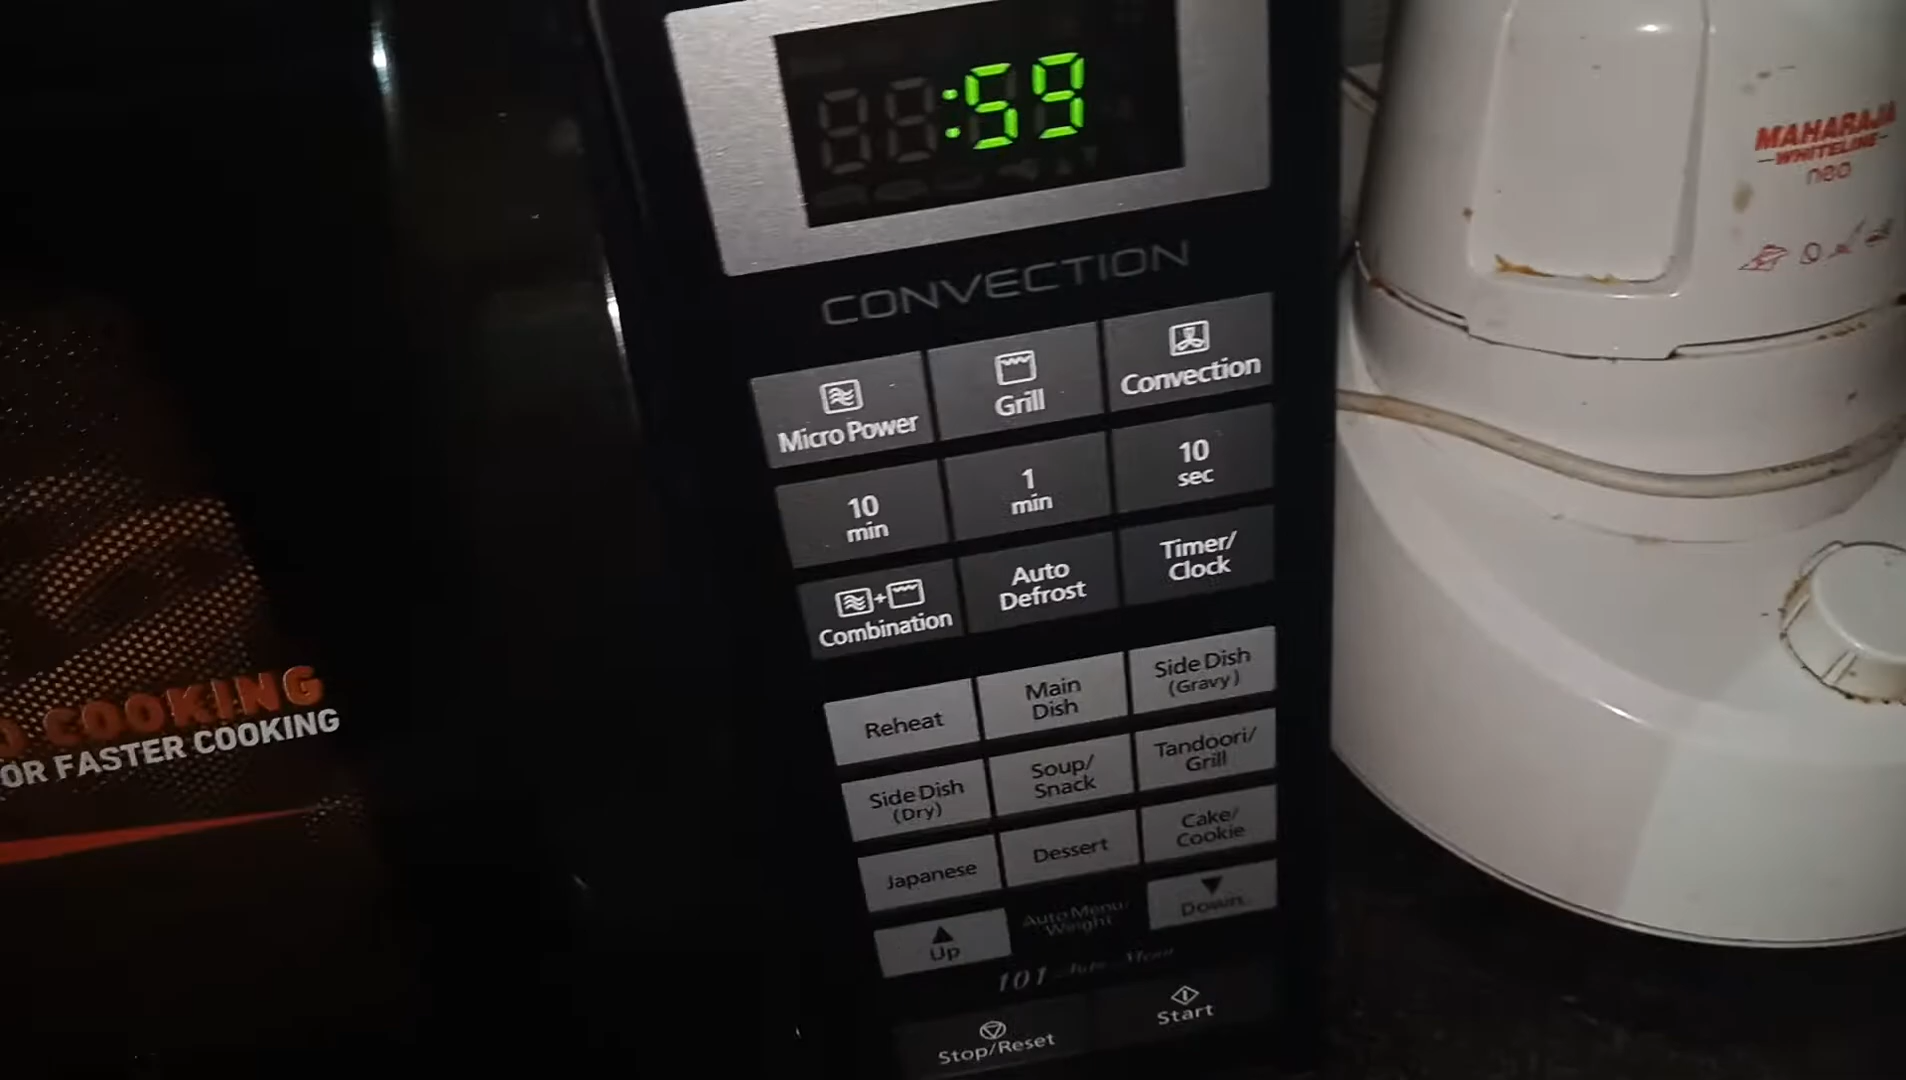 :59
MAHARAJA
WHITELINE
neo
CONVECTION
Micro Power
Grill
Convection
10
min
1
min
10
sec
Combination
Auto
Defrost
Timer/
Clock
COOKING
OR FASTER COOKING
Reheat
Main
Dish
Side Dish
(Gravy)
Side Dish
(Dry)
Soup/
Snack
Tandoori/
Grill
Japanese
Dessert
Cake/
Cookie
Up
Auto Menu/
Weight
Down
101 Auto Menu
Stop/Reset
Start